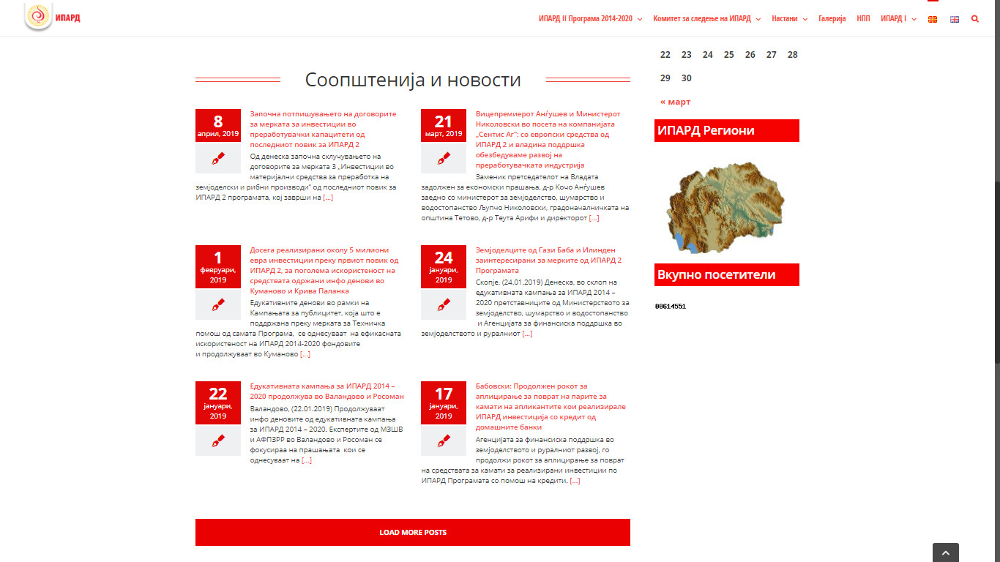 ИПАРД
ИПАРД II Програма 2014-2020
Комитет за следење на ИПАРД
Настани
Галерија
НПП
ИПАРД I
Соопштенија и новости
8
април, 2019
Започна потпишувањето на договорите
за мерката за инвестиции во
преработувачки капацитети од
последниот повик за ИПАРД 2
Од денеска започна склучувањето на
договорите за мерка 3 „Инвестиции во
материјални средства за преработка на
земјоделски и рибни производи“ од последниот повик за
ИПАРД 2 програмата, кој заврши на [...]
21
март, 2019
Вицепремиерот Анѓушев и Министерот
Николовски во посета на компанијата
„Сентис Аг“: со европски средства од
ИПАРД 2 и владина поддршка
обезбедуваме развој на
преработувачката индустрија
Заменик претседателот на Владата
задолжен за економски прашања, д-р Кочо Анѓушев
заедно со министерот за земјоделство, шумарство и
водостопанство Љупчо Николовски, градоначалничката на
општина Тетово, д-р Теута Арифи и директорот [...]
1
февруари,
2019
Досега реализирани околу 5 милиони
евра инвестиции преку првиот повик од
ИПАРД 2, за поголема искористеност на
средствата одржани инфо денови во
Куманово и Крива Паланка
Едукативните денови во рамки на
Кампањата за публицитет, која што е
поддржана преку мерката за Техничка
помош од самата Програма, се однесуваат на ефикасната
искористеност на ИПАРД 2014-2020 фондовите
и продолжуваат во Куманово [...]
24
јануари,
2019
Земјоделците од Гази Баба и Илинден
заинтересирани за мерките од ИПАРД 2
Програмата
Скопје, (24.01.2019) Денеска, во склоп на
едукативната кампања за ИПАРД 2014 –
2020 претставниците од Министерството за
земјоделство, шумарство и водостопанство
и Агенцијата за финансиска поддршка во
земјоделството и руралниот [...]
22
јануари,
2019
Едукативната кампања за ИПАРД 2014 –
2020 продолжува во Валандово и Росоман
Валандово, (22.01.2019) Продолжуваат
инфо деновите од едукативната кампања
за ИПАРД 2014 – 2020. Експертите од МЗШВ
и АФПЗРР во Валандово и Росоман се
фокусираа на прашањата кои се
однесуваат на [...]
17
јануари,
2019
Бабовски: Продолжен рокот за
аплицирање за поврат на парите за
камати на апликантите кои реализирале
ИПАРД инвестиција со кредит од
домашните банки
Агенцијата за финансиска поддршка во
земјоделството и руралниот развој, го
продолжи рокот за аплицирање за поврат
на средствата за камати за реализирани инвестиции по
ИПАРД Програмата со помош на кредити. [...]
LOAD MORE POSTS
22 23 24 25 26 27 28
29 30
« март
ИПАРД Региони
Вкупно посетители
00614551